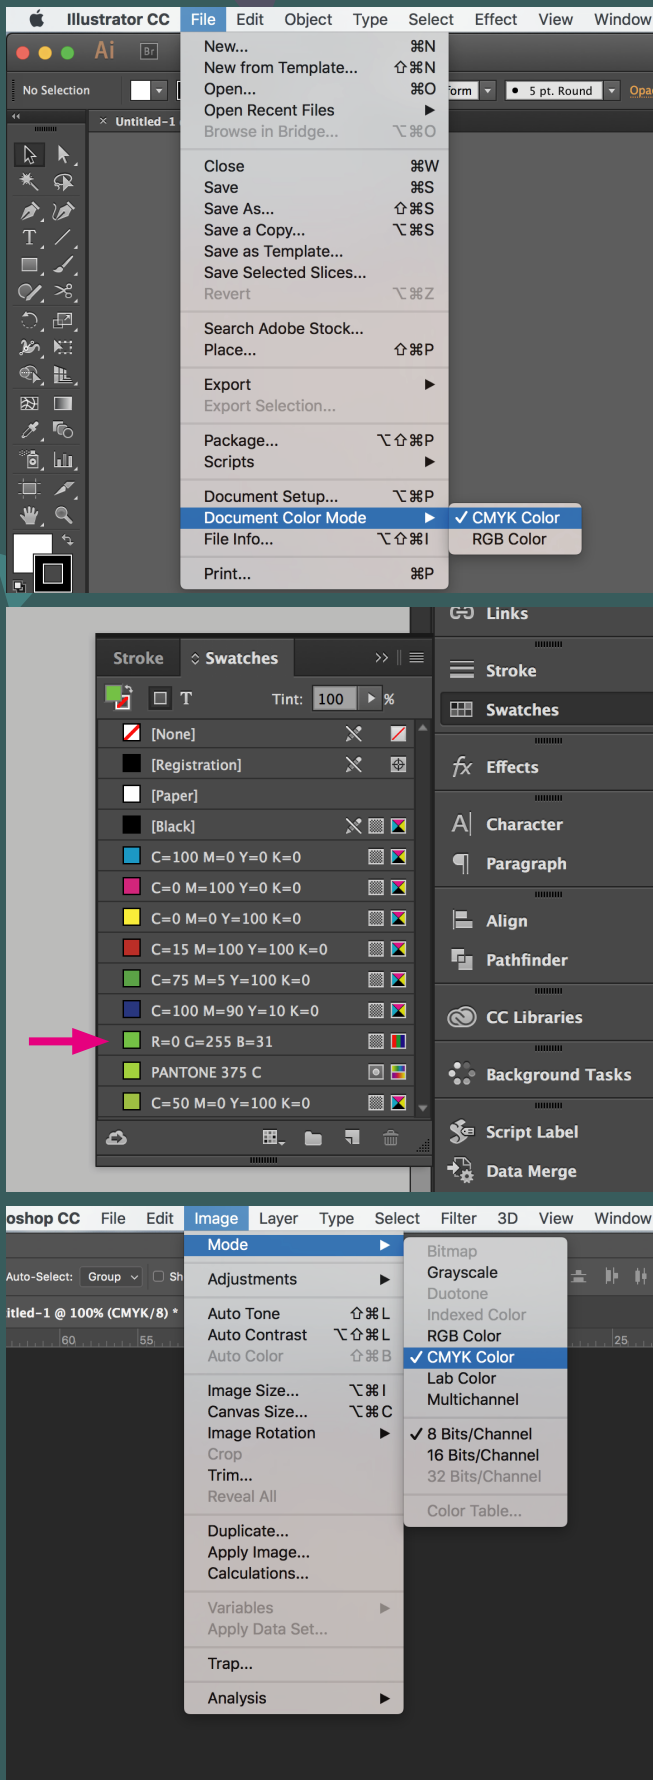 Illustrator CC File Edit Object Type Select Effect View Window
Ai Br
No Selection
5 pt. Round
× Untitled-1
New... ⌘N
New from Template... ⇧⌘N
Open... ⌘O
Open Recent Files ▶
Browse in Bridge... ⌥⌘O
Close ⌘W
Save ⌘S
Save As... ⇧⌘S
Save a Copy... ⌥⌘S
Save as Template...
Save Selected Slices...
Revert ⌥⌘Z
Search Adobe Stock...
Place... ⇧⌘P
Export ▶
Export Selection...
Package... ⌥⇧⌘P
Scripts ▶
Document Setup... ⌥⌘P
Document Color Mode ▶ ✓ CMYK Color
File Info... ⌥⇧⌘I RGB Color
Print... ⌘P
Links
Stroke
Swatches
Effects
Character
Paragraph
Align
Pathfinder
CC Libraries
Background Tasks
Script Label
Data Merge
Stroke Swatches
T Tint: 100 %
[None]
[Registration]
[Paper]
[Black]
C=100 M=0 Y=0 K=0
C=0 M=100 Y=0 K=0
C=0 M=0 Y=100 K=0
C=15 M=100 Y=100 K=0
C=75 M=5 Y=100 K=0
C=100 M=90 Y=10 K=0
R=0 G=255 B=31
PANTONE 375 C
C=50 M=0 Y=100 K=0
oshop CC File Edit Image Layer Type Select Filter 3D View Window
Auto-Select: Group Sh
itled-1 @ 100% (CMYK/8) *
60 55 25
Mode ▶
Adjustments ▶
Auto Tone ⇧⌘L
Auto Contrast ⌥⇧⌘L
Auto Color ⇧⌘B
Image Size... ⌥⌘I
Canvas Size... ⌥⌘C
Image Rotation ▶
Crop
Trim...
Reveal All
Duplicate...
Apply Image...
Calculations...
Variables ▶
Apply Data Set...
Trap...
Analysis ▶
Bitmap
Grayscale
Duotone
Indexed Color
RGB Color
✓ CMYK Color
Lab Color
Multichannel
✓ 8 Bits/Channel
16 Bits/Channel
32 Bits/Channel
Color Table...